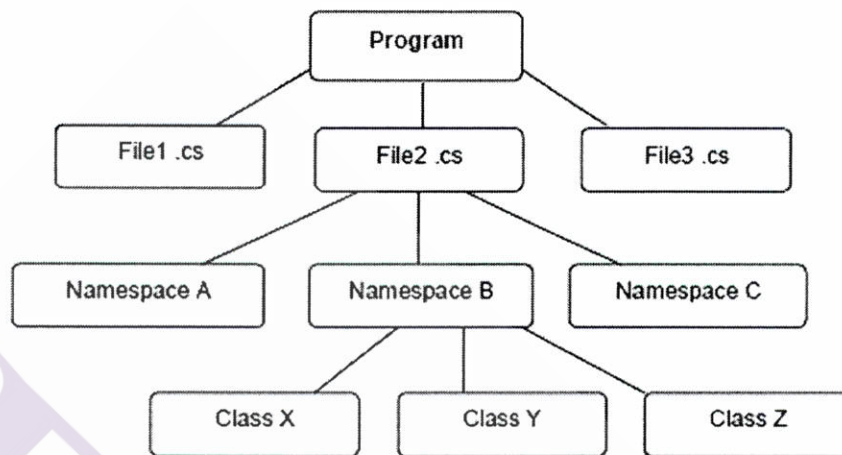 Program
File1 .cs File2 .cs File3 .cs
Namespace A Namespace B Namespace C
Class X Class Y Class Z